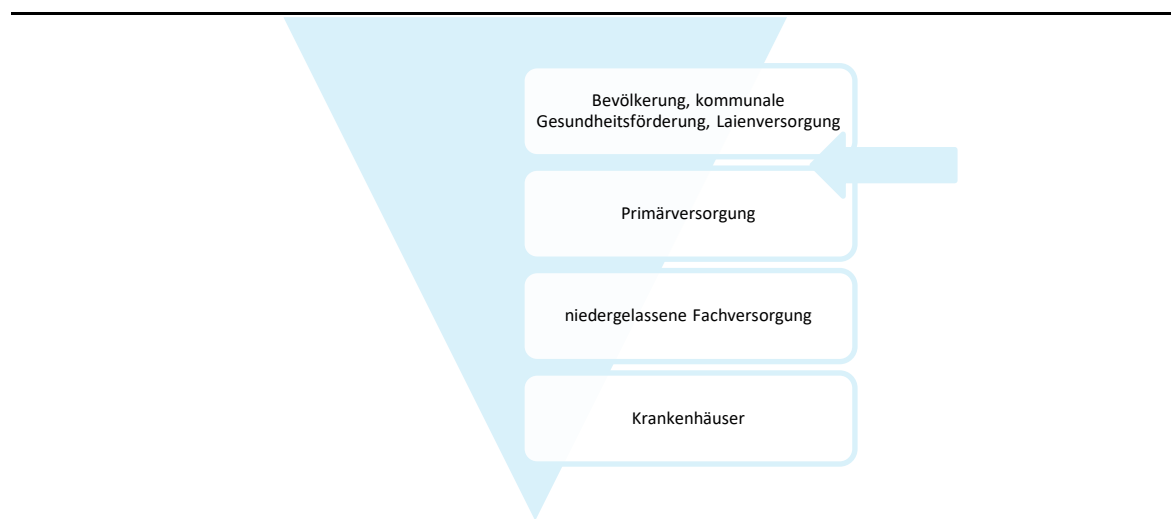 Bevölkerung, kommunale
Gesundheitsförderung, Laienversorgung
Primärversorgung
niedergelassene Fachversorgung
Krankenhäuser